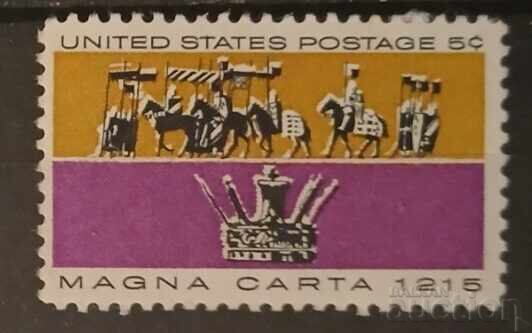 UNITED STATES POSTAGE 5¢
MAGNA CARTA 1215